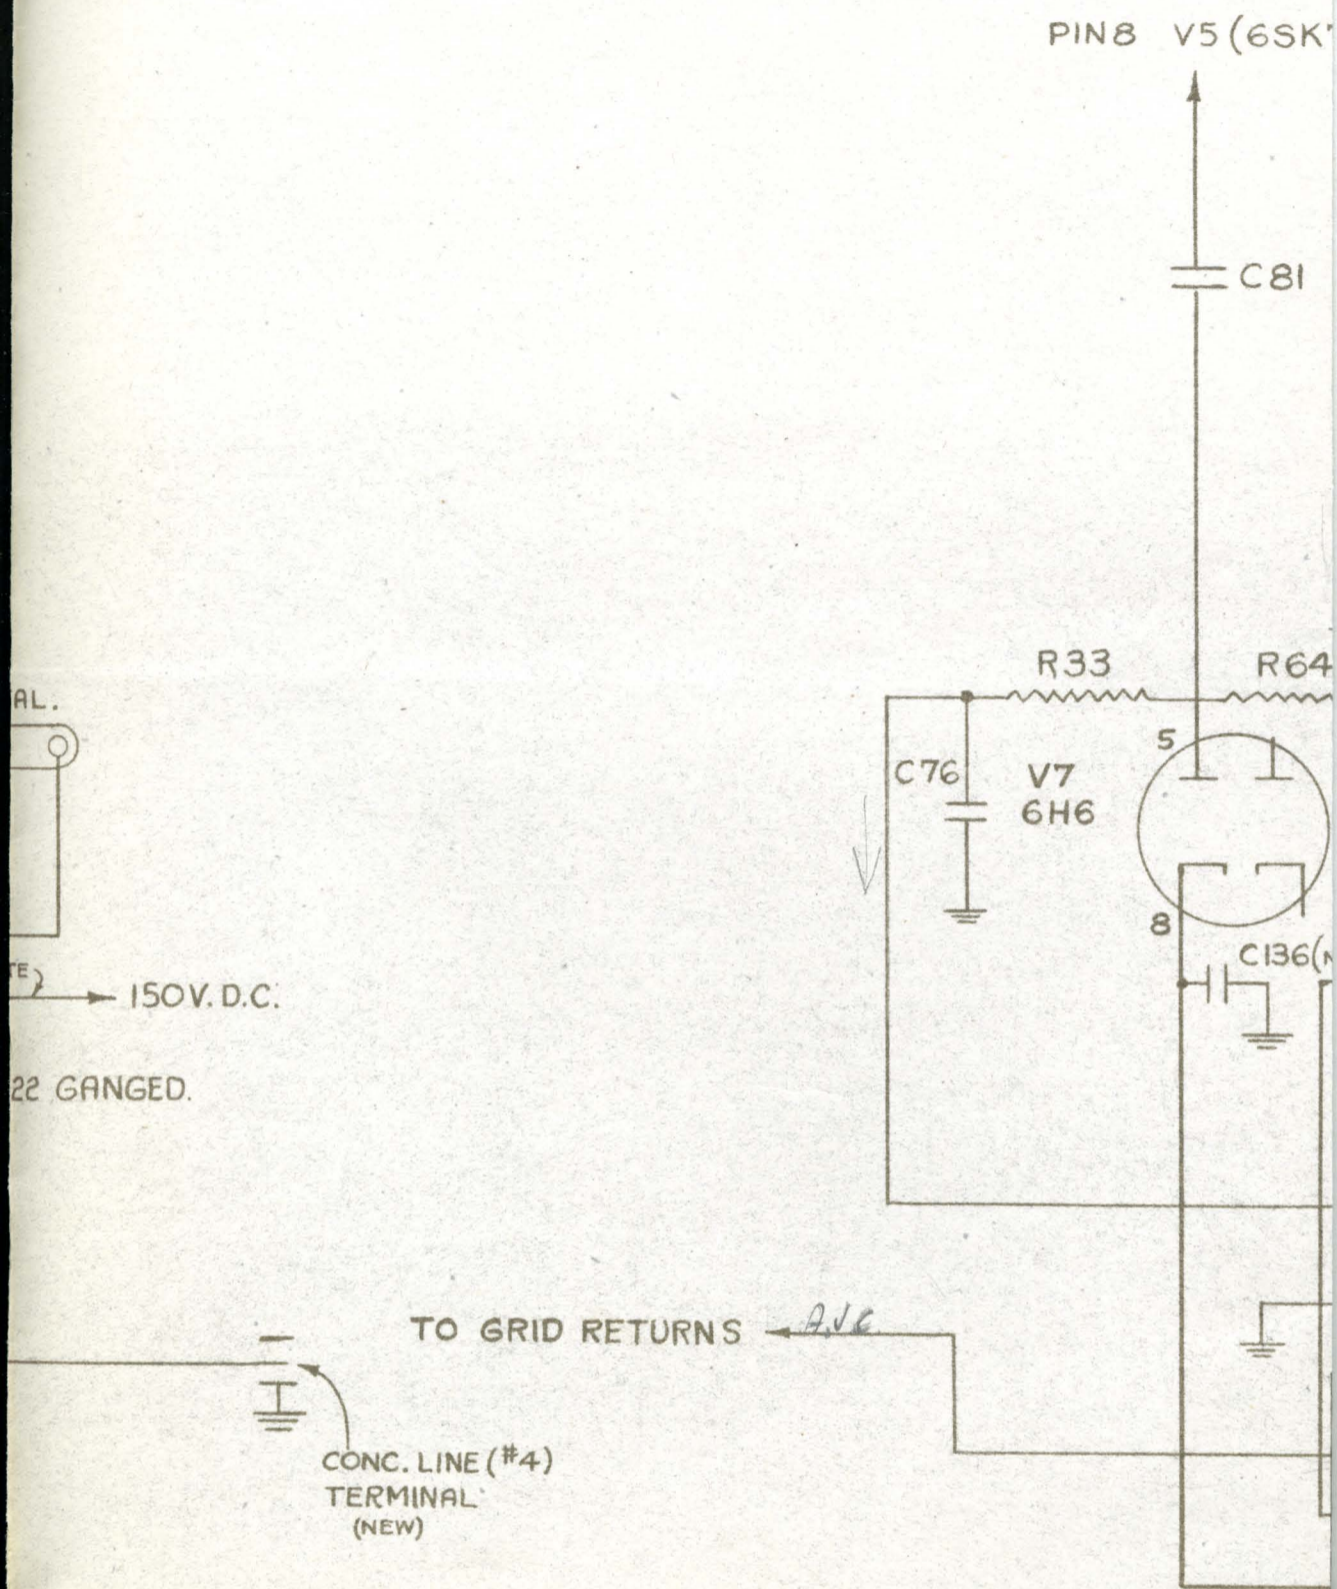 PIN8 V5 (6SK
C81
R33
R64
AL.
5
C76
V7
6H6
8
C136(
150V. D.C.
22 GANGED.
TO GRID RETURNS
A.V.C
CONC. LINE (#4)
TERMINAL
(NEW)